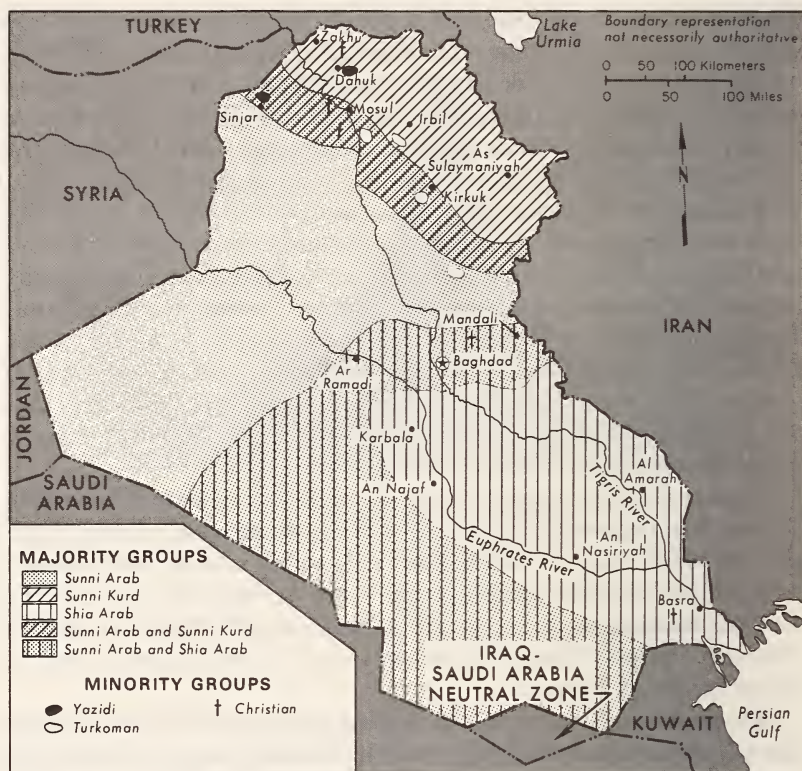 TURKEY
Lake
Urmia
Boundary representation
not necessarily authoritative
0 50 100 Kilometers
0 50 100 Miles
N
Zakhu
Dahuk
Mosul
Sinjar
Irbil
As
Sulaymaniyah
Kirkuk
SYRIA
IRAN
Mandali
Baghdad
Ar
Ramadi
JORDAN
SAUDI
ARABIA
Karbala
An Najaf
Al
Amarah
Tigris River
Euphrates River
An
Nasiriyah
Basra
MAJORITY GROUPS
Sunni Arab
Sunni Kurd
Shia Arab
Sunni Arab and Sunni Kurd
Sunni Arab and Shia Arab
MINORITY GROUPS
Yazidi
Christian
Turkoman
IRAQ-
SAUDI ARABIA
NEUTRAL ZONE
KUWAIT
Persian
Gulf